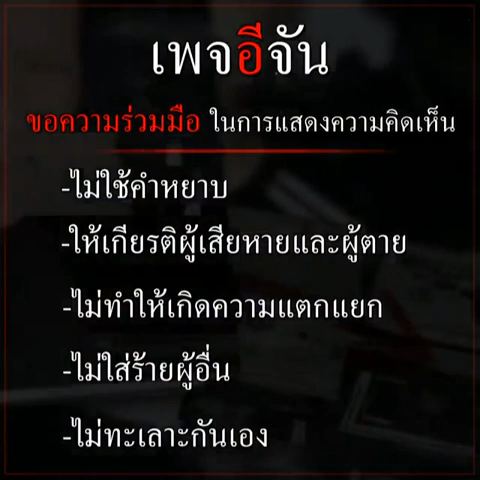 เพจอีจัน
ขอความร่วมมือ ในการแสดงความคิดเห็น
-ไม่ใช้คำหยาบ
-ให้เกียรติผู้เสียหายและผู้ตาย
-ไม่ทำให้เกิดความแตกแยก
-ไม่ใส่ร้ายผู้อื่น
-ไม่ทะเลาะกันเอง